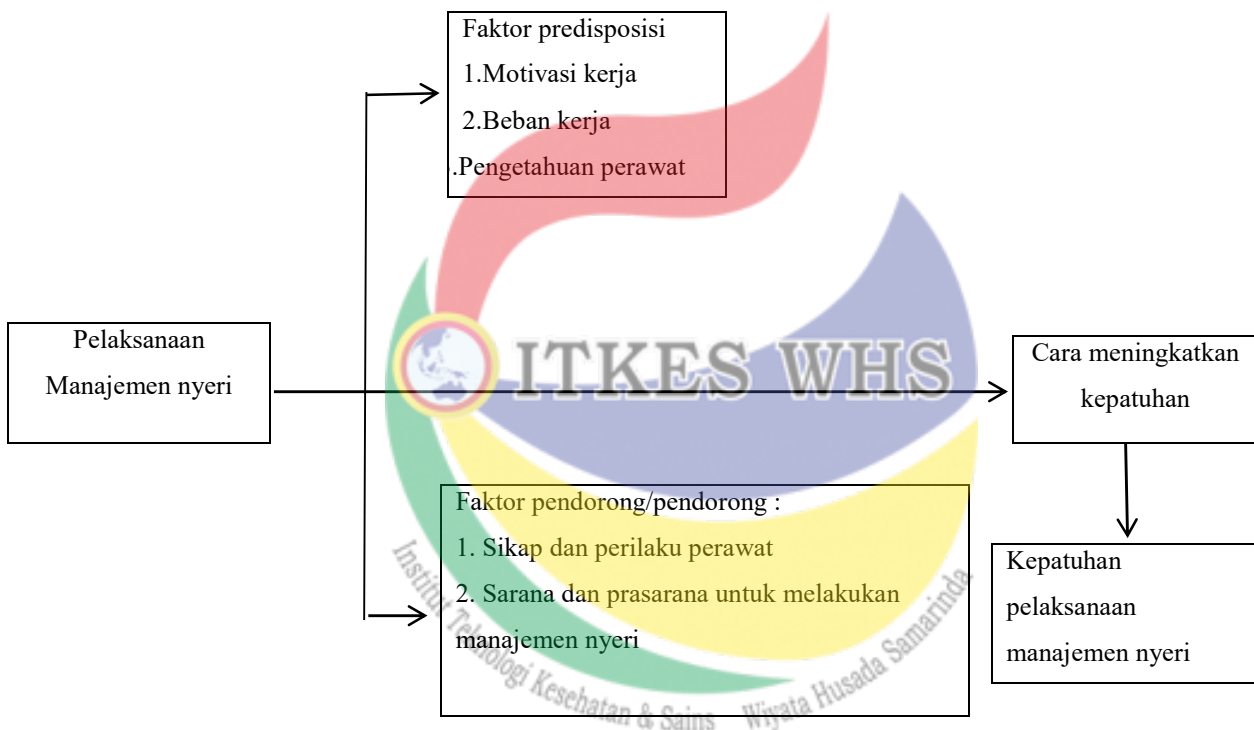 Faktor predisposisi
1.Motivasi kerja
2.Beban kerja
.Pengetahuan perawat
Pelaksanaan
Manajemen nyeri
ITKES WHS
Cara meningkatkan
kepatuhan
Faktor pendorong/pendorong :
1. Sikap dan perilaku perawat
2. Sarana dan prasarana untuk melakukan
manajemen nyeri
Kepatuhan
pelaksanaan
manajemen nyeri
Institut Teknologi Kesehatan & Sains Wiyata Husada Samarinda